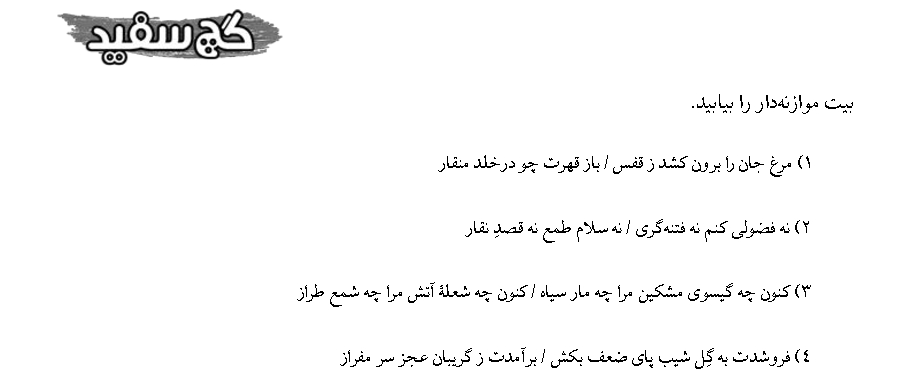 گچ سفید
بیت موازنه‌دار را بیابید.
۱) مرغ جان را برون کشد ز قفس / باز قهرت چو درخلد منقار
۲) نه فضولی کنم نه فتنه‌گری / نه سلام طمع نه قصدِ نقار
۳) کنون چه گیسوی مشکین مرا چه مار سیاه / کنون چه شعلهٔ آتش مرا چه شمع طراز
٤) فروشدت به گِل شیب پای ضعف بکش / برآمدت ز گریبان عجز سر مفراز